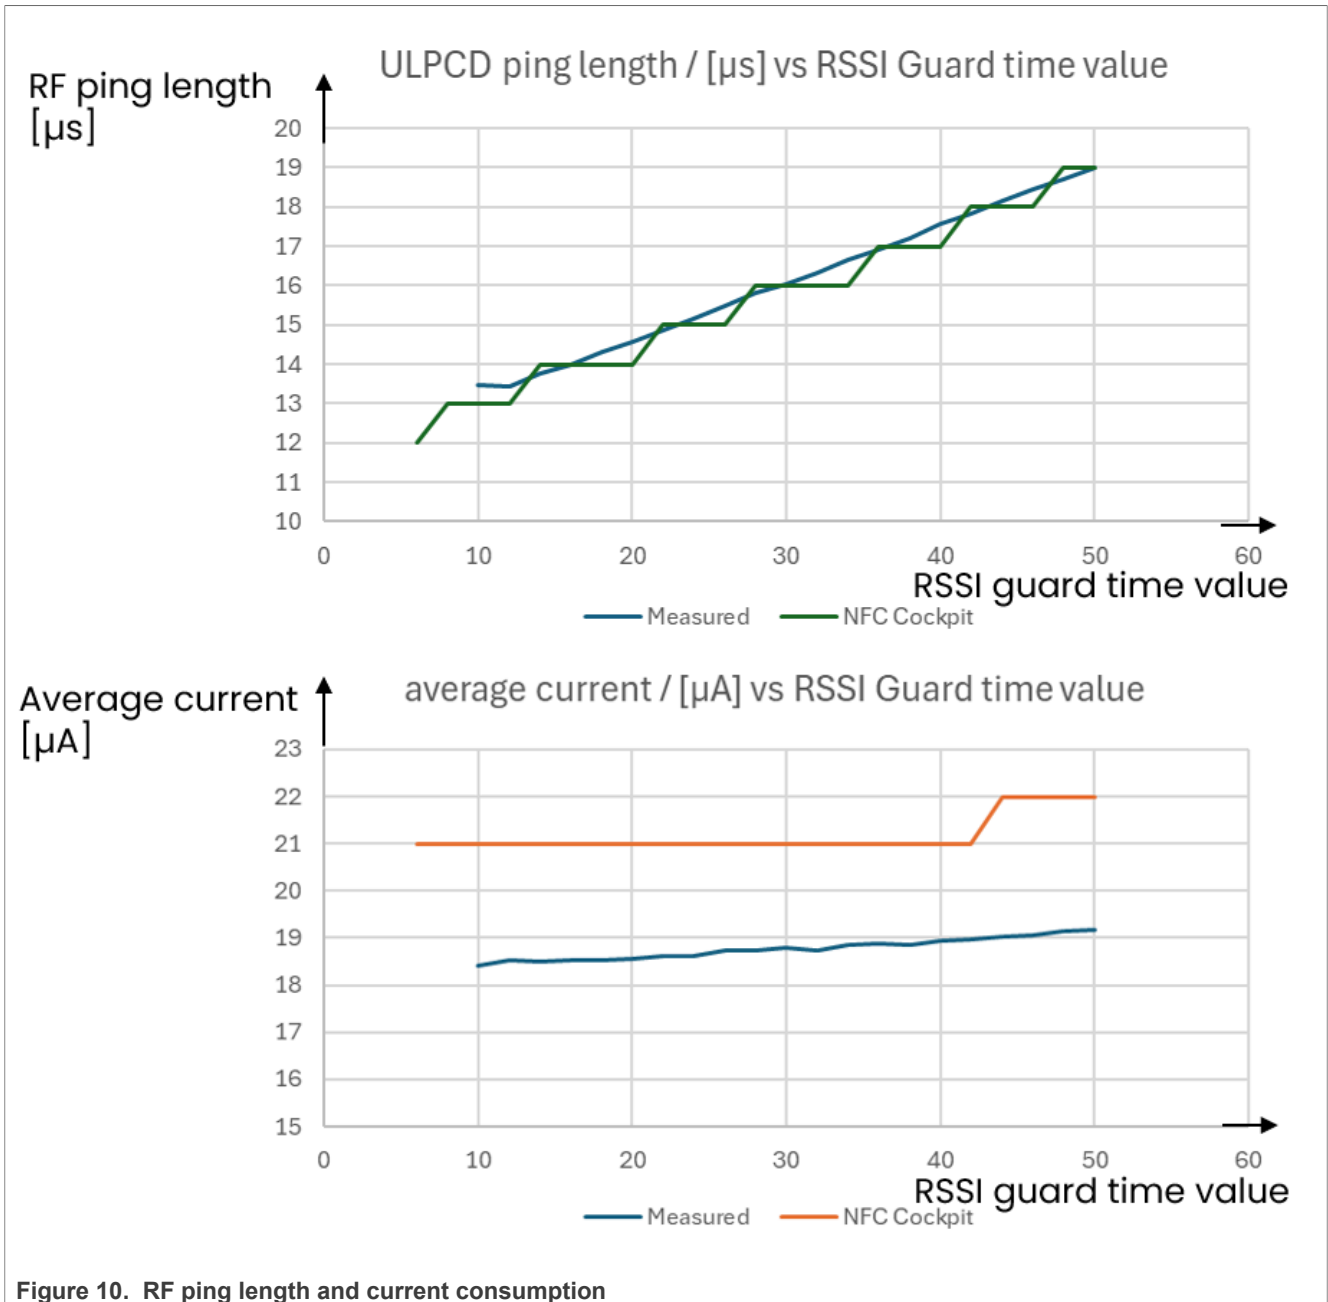 ULPCD ping length / [µs] vs RSSI Guard time value
RF ping length
[µs]
20
19
18
17
16
15
14
13
12
11
10
0 10 20 30 40 50 60
RSSI guard time value
Measured NFC Cockpit
average current / [µA] vs RSSI Guard time value
Average current
[µA]
23
22
21
20
19
18
17
16
15
0 10 20 30 40 50 60
RSSI guard time value
Measured NFC Cockpit
Figure 10. RF ping length and current consumption